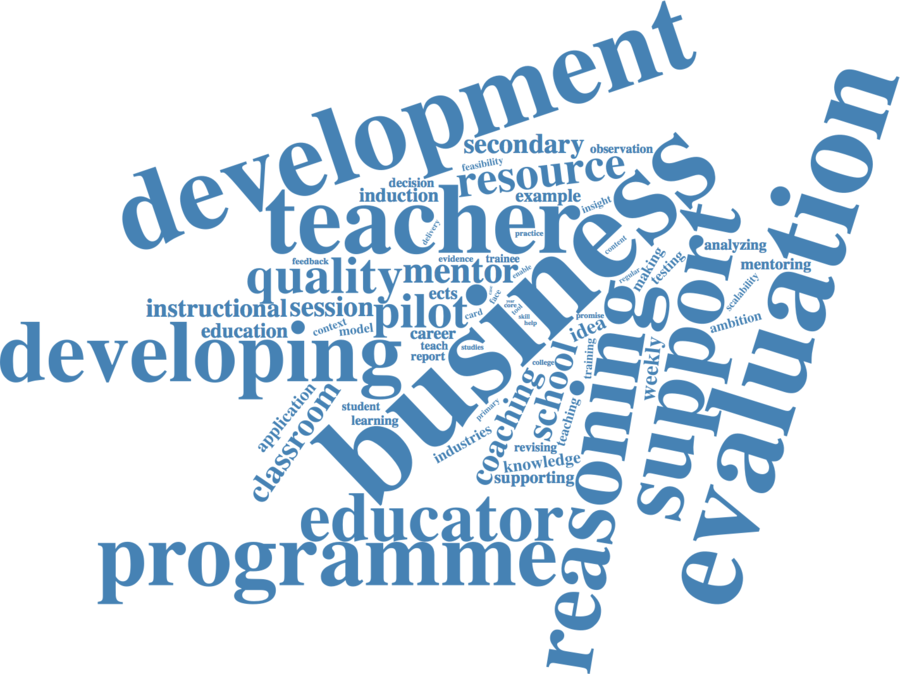 development
secondary
observation
feasibility
resource
decision
induction
example
insight
teacher
delivery
practice
business
content
support
evaluation
analyzing
mentoring
scalability
ambition
making
testing
regular
feedback
evidence
trainee
enable
quality
mentor
ects
face
instructional
session
pilot
card
core
tool
skill
help
promise
idea
education
context
model
career
teach
studies
report
developing
college
training
school
weekly
reasoning
application
classroom
student
learning
primary
industries
coaching
teaching
revising
knowledge
supporting
educator
programme